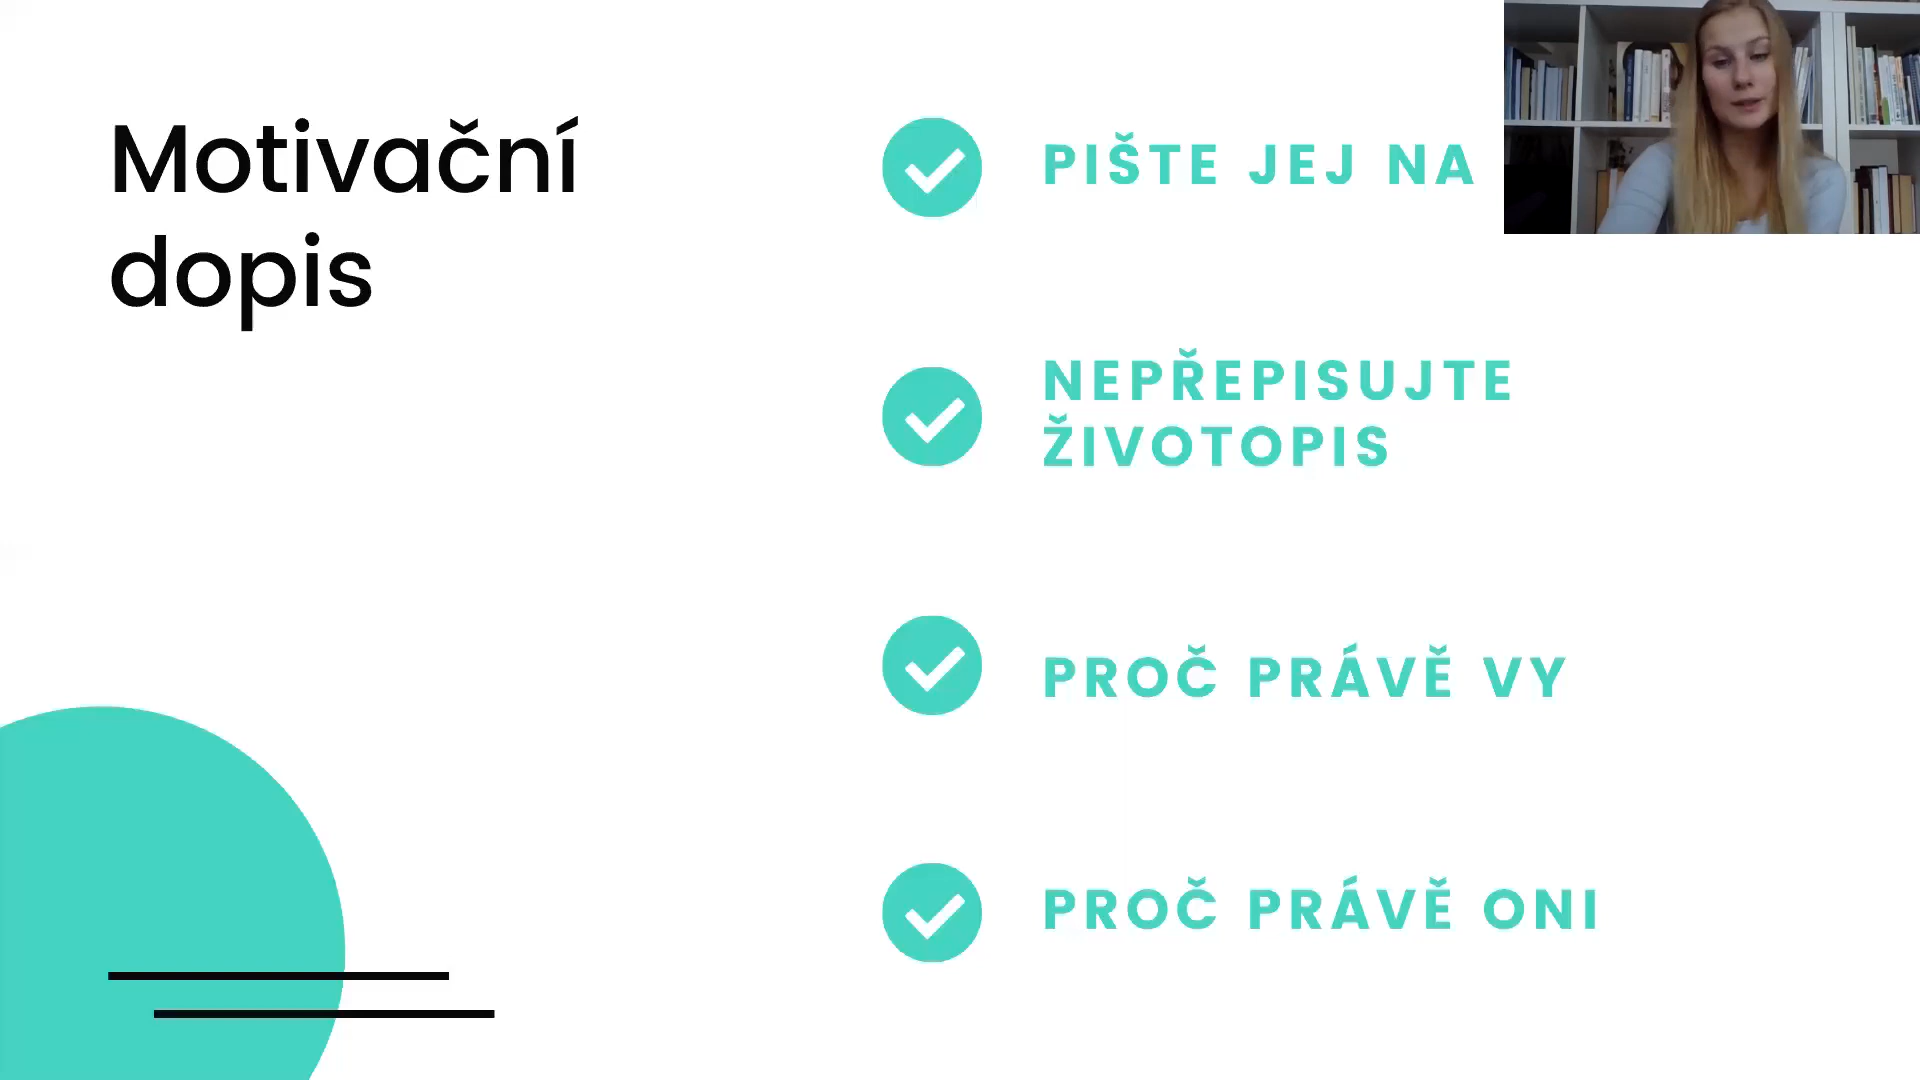 Motivační
dopis
PIŠTE JEJ NA
NEPŘEPISUJTE
ŽIVOTOPIS
PROČ PRÁVĚ VY
PROČ PRÁVĚ ONI